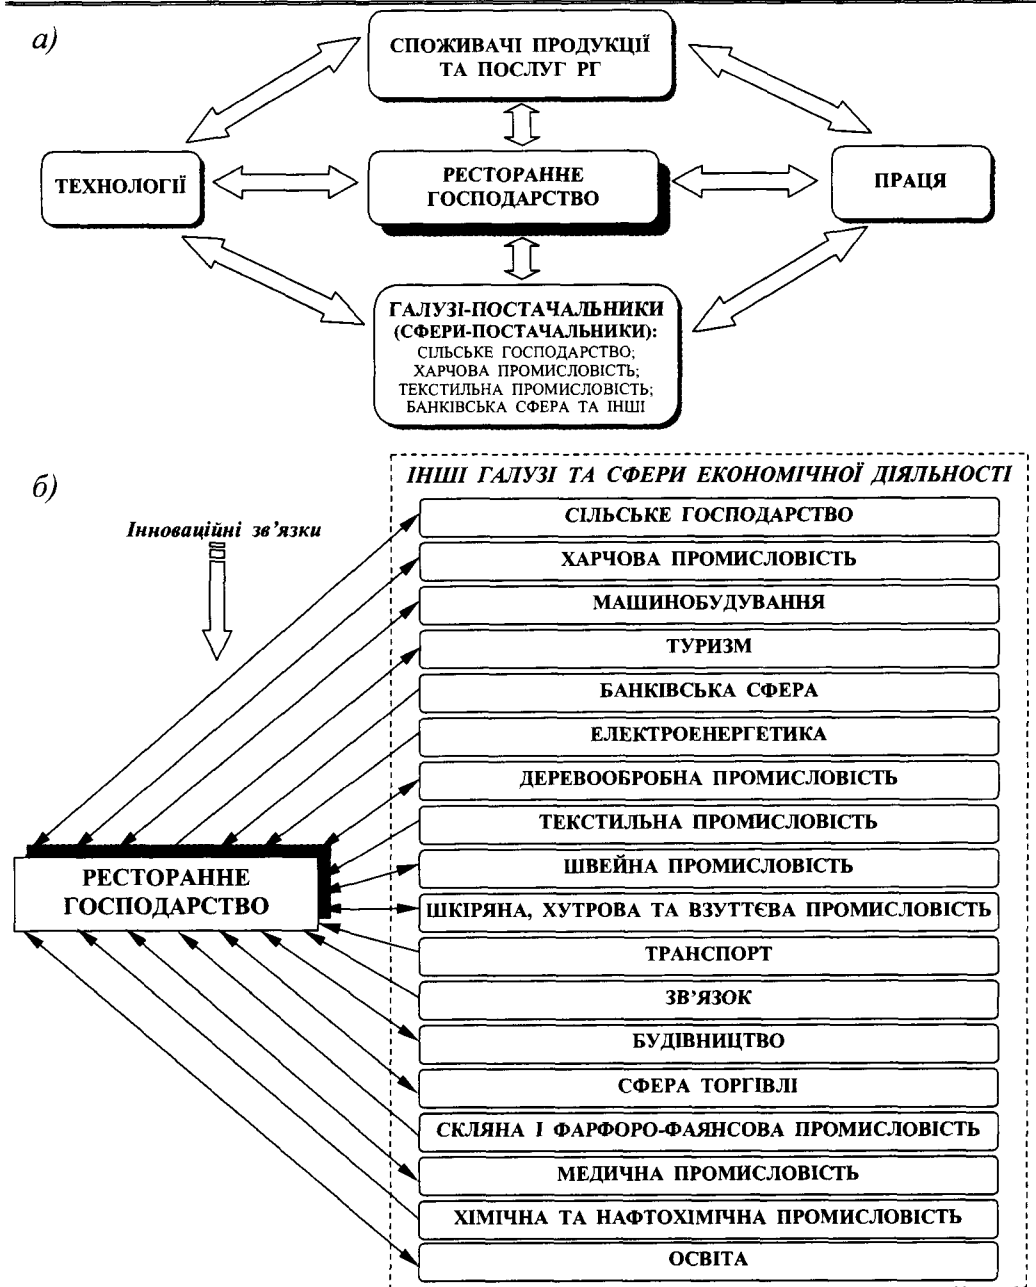 а)
СПОЖИВАЧІ ПРОДУКЦІЇ
ТА ПОСЛУГ РГ
ТЕХНОЛОГІЇ
РЕСТОРАННЕ
ГОСПОДАРСТВО
ПРАЦЯ
ГАЛУЗІ-ПОСТАЧАЛЬНИКИ
(СФЕРИ-ПОСТАЧАЛЬНИКИ):
СІЛЬСЬКЕ ГОСПОДАРСТВО;
ХАРЧОВА ПРОМИСЛОВІСТЬ;
ТЕКСТИЛЬНА ПРОМИСЛОВІСТЬ;
БАНКІВСЬКА СФЕРА ТА ІНШІ
б)
ІНШІ ГАЛУЗІ ТА СФЕРИ ЕКОНОМІЧНОЇ ДІЯЛЬНОСТІ
Інноваційні зв’язки
СІЛЬСЬКЕ ГОСПОДАРСТВО
ХАРЧОВА ПРОМИСЛОВІСТЬ
МАШИНОБУДУВАННЯ
ТУРИЗМ
БАНКІВСЬКА СФЕРА
ЕЛЕКТРОЕНЕРГЕТИКА
ДЕРЕВООБРОБНА ПРОМИСЛОВІСТЬ
ТЕКСТИЛЬНА ПРОМИСЛОВІСТЬ
ШВЕЙНА ПРОМИСЛОВІСТЬ
РЕСТОРАННЕ
ГОСПОДАРСТВО
ШКІРЯНА, ХУТРОВА ТА ВЗУТТЄВА ПРОМИСЛОВІСТЬ
ТРАНСПОРТ
ЗВ’ЯЗОК
БУДІВНИЦТВО
СФЕРА ТОРГІВЛІ
СКЛЯНА І ФАРФОРО-ФАЯНСОВА ПРОМИСЛОВІСТЬ
МЕДИЧНА ПРОМИСЛОВІСТЬ
ХІМІЧНА ТА НАФТОХІМІЧНА ПРОМИСЛОВІСТЬ
ОСВІТА